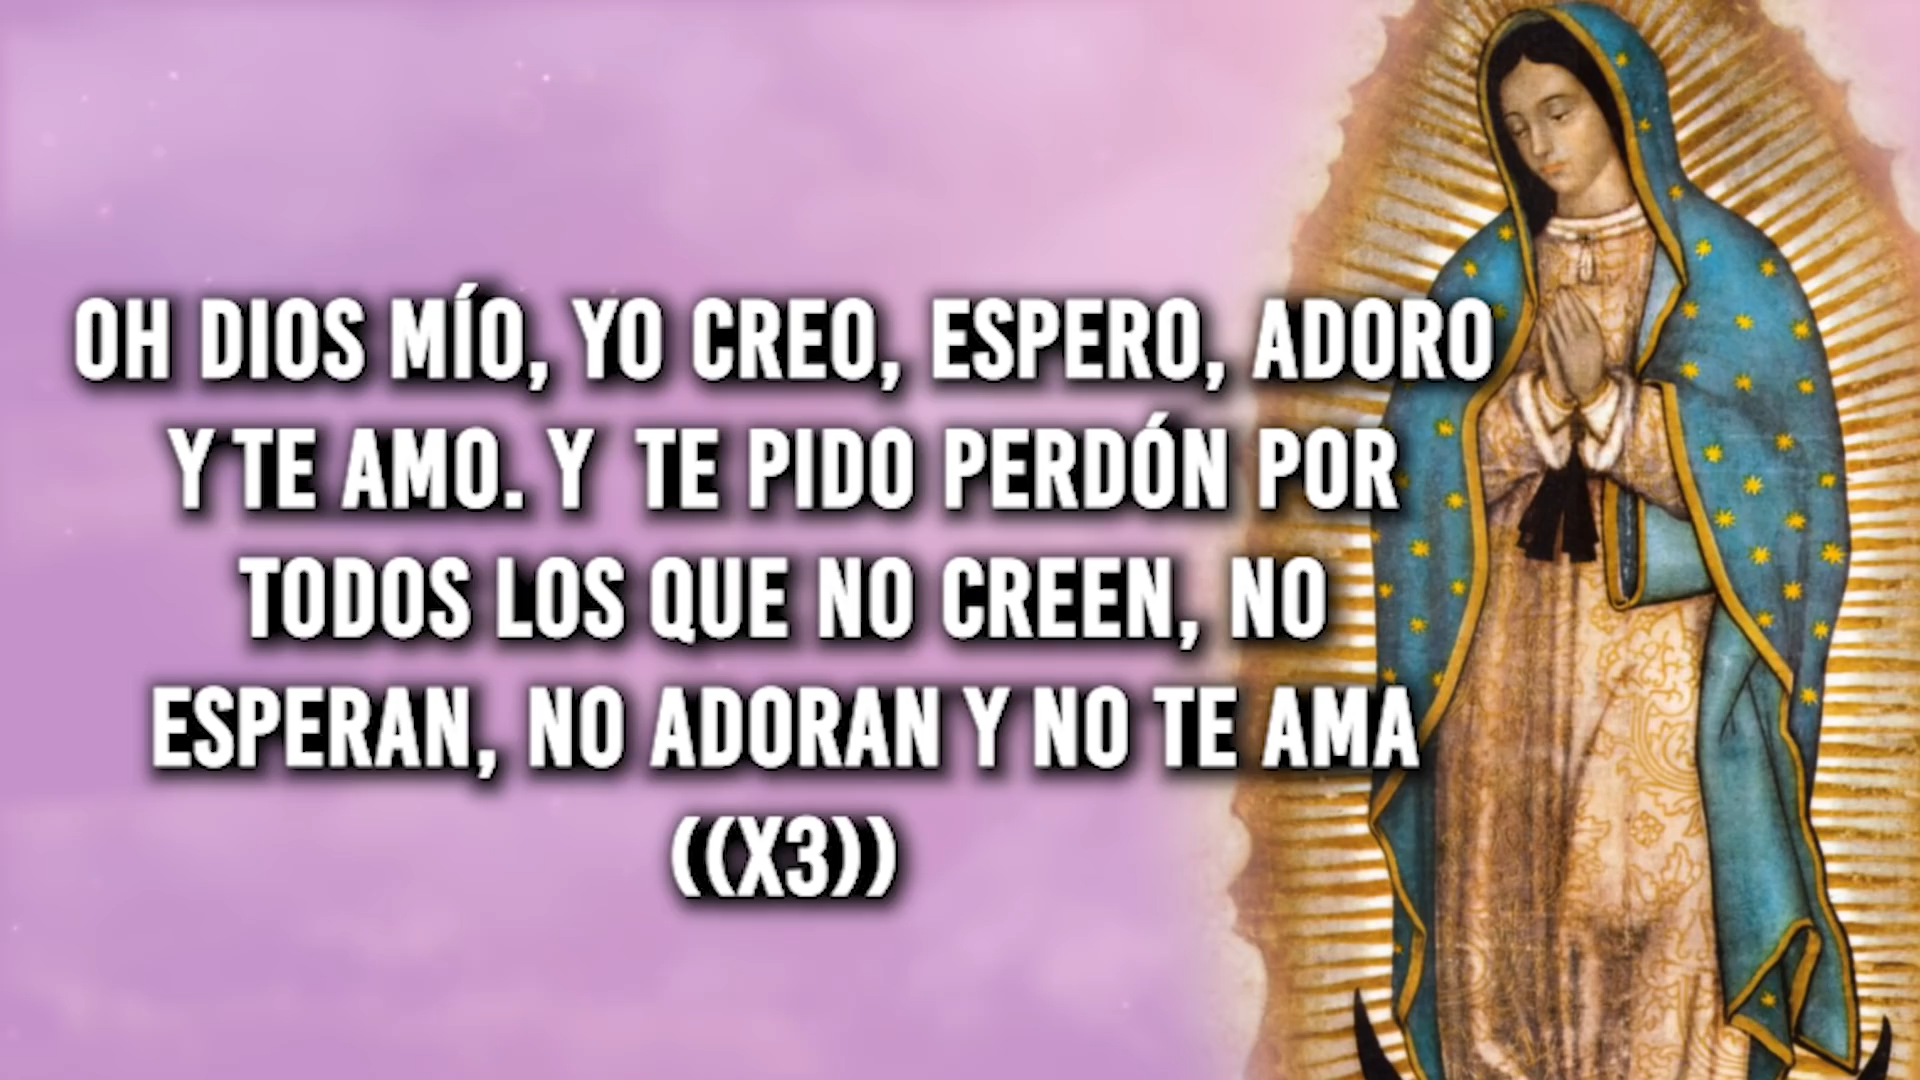 OH DIOS MÍO, YO CREO, ESPERO, ADORO
Y TE AMO. Y TE PIDO PERDÓN POR
TODOS LOS QUE NO CREEN, NO
ESPERAN, NO ADORAN Y NO TE AMA
((X3))